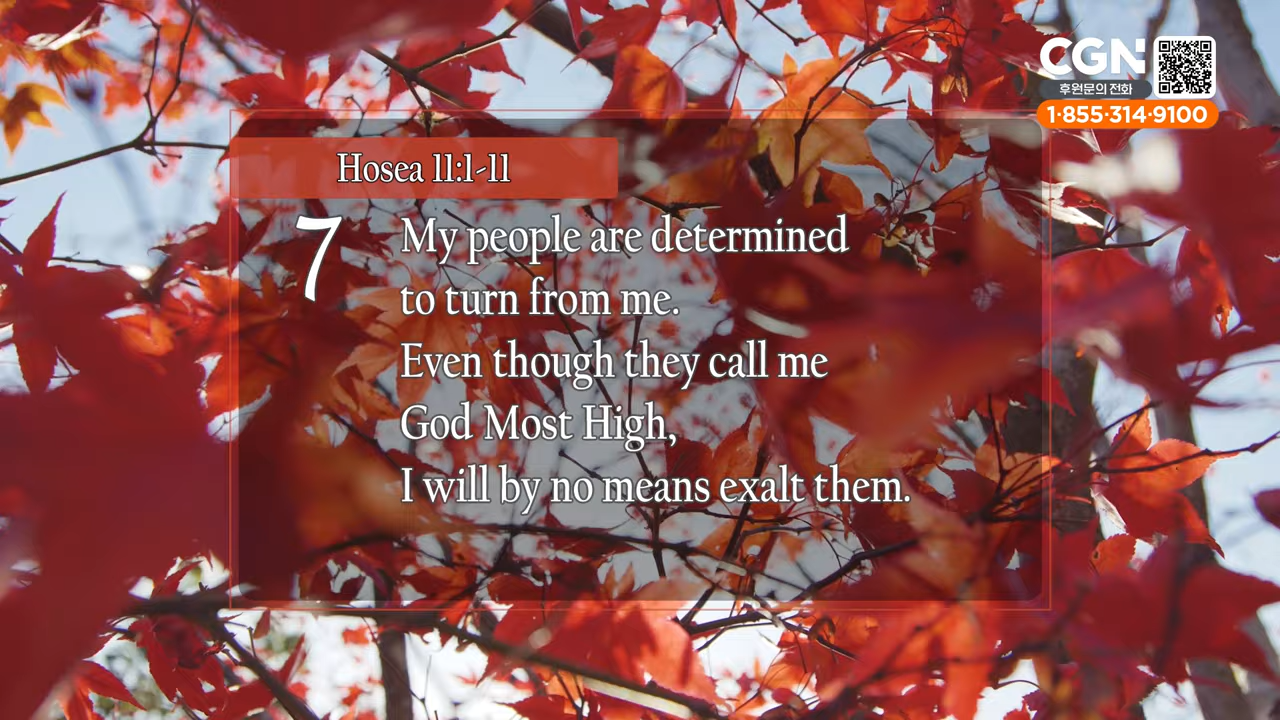 CGN
후원문의 전화
1·855·314·9100
Hosea 11:1-11
7
My people are determined
to turn from me.
Even though they call me
God Most High,
I will by no means exalt them.